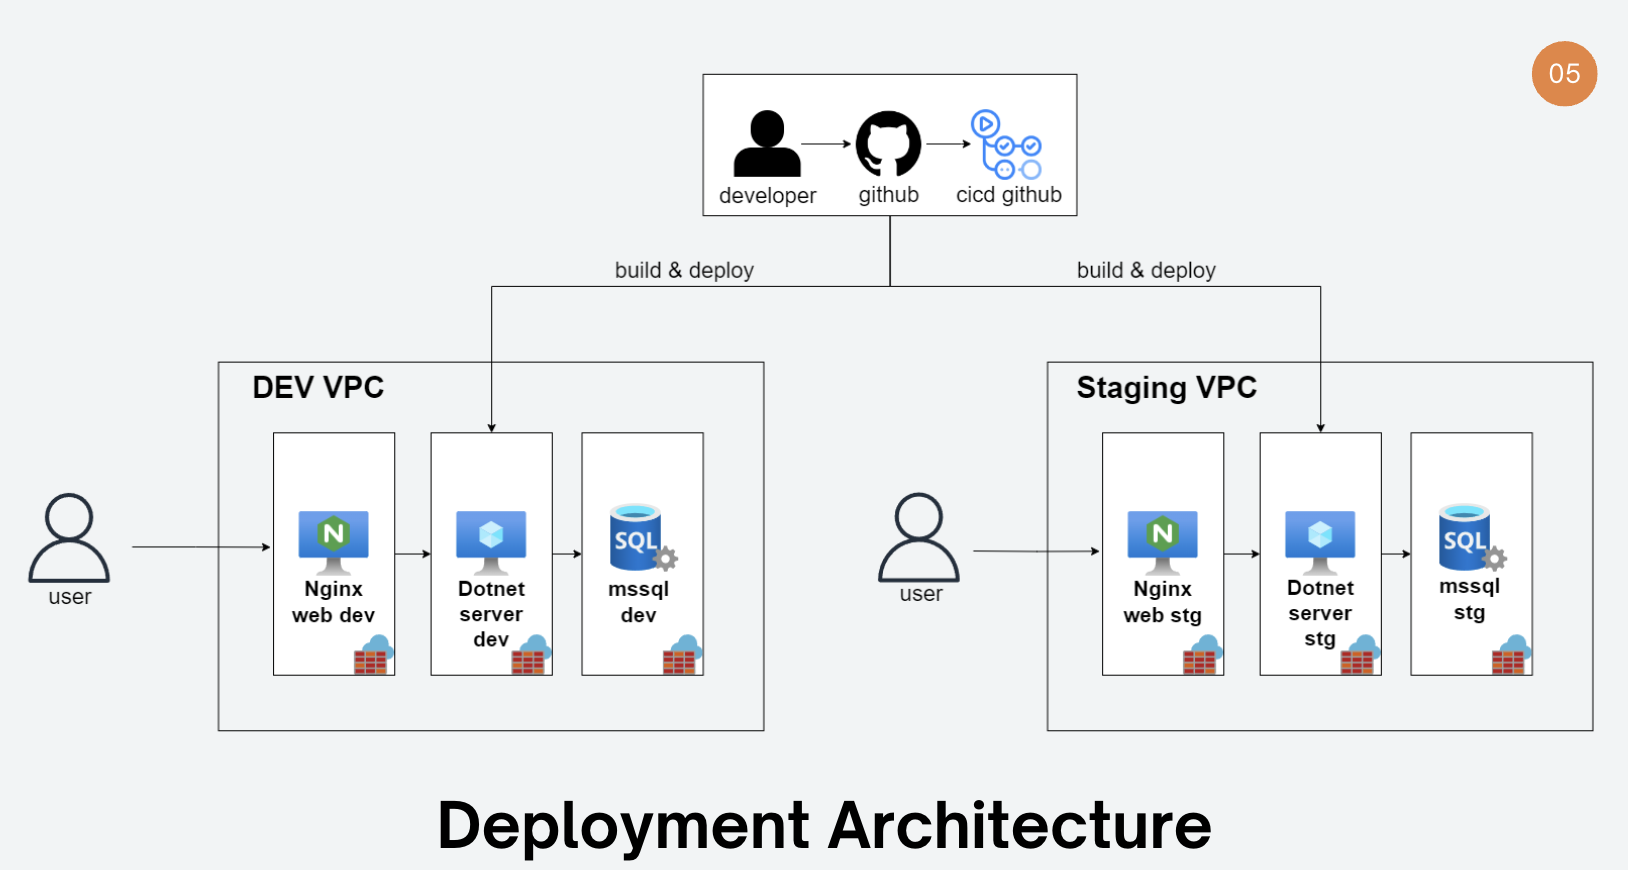 05
developer
github
cicd github
build & deploy
build & deploy
DEV VPC
Staging VPC
user
N
Nginx
web dev
Dotnet
server
dev
SQL
mssql
dev
user
N
Nginx
web stg
Dotnet
server
stg
SQL
mssql
stg
Deployment Architecture